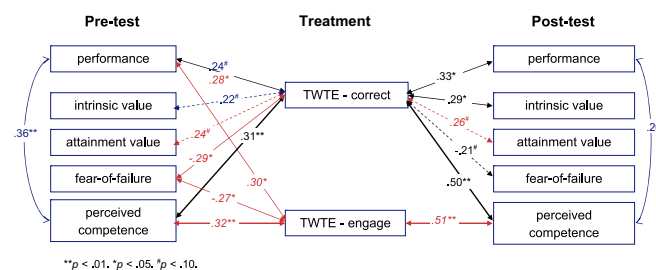 Pre-test Treatment Post-test
performance
intrinsic value
attainment value
fear-of-failure
perceived
competence
.36**
.24#
.28*
.22#
.24#
-.29*
.31**
.30*
-.27*
.32**
TWTE - correct
TWTE - engage
.33*
.29*
.26#
-.21#
.50**
.51**
performance
intrinsic value
attainment value
fear-of-failure
perceived
competence
.2
**p < .01. *p < .05. #p < .10.